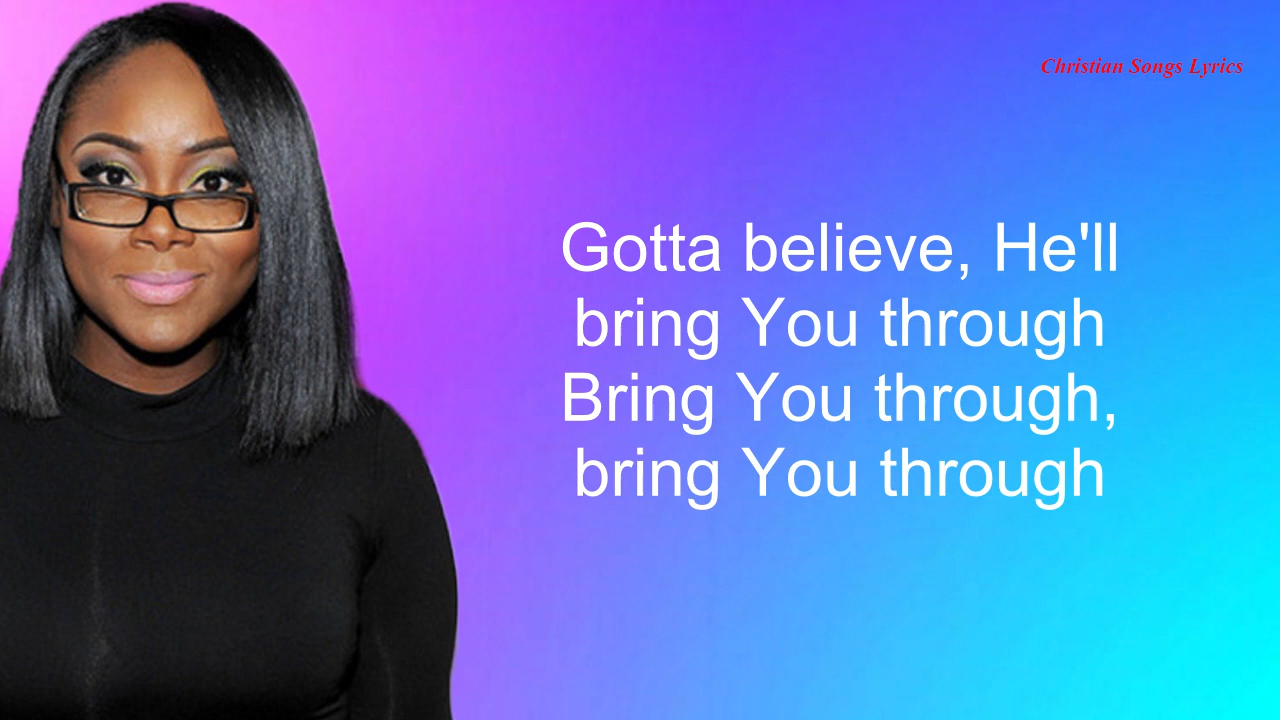 Christian Songs Lyrics
Gotta believe, He'll
bring You through
Bring You through,
bring You through